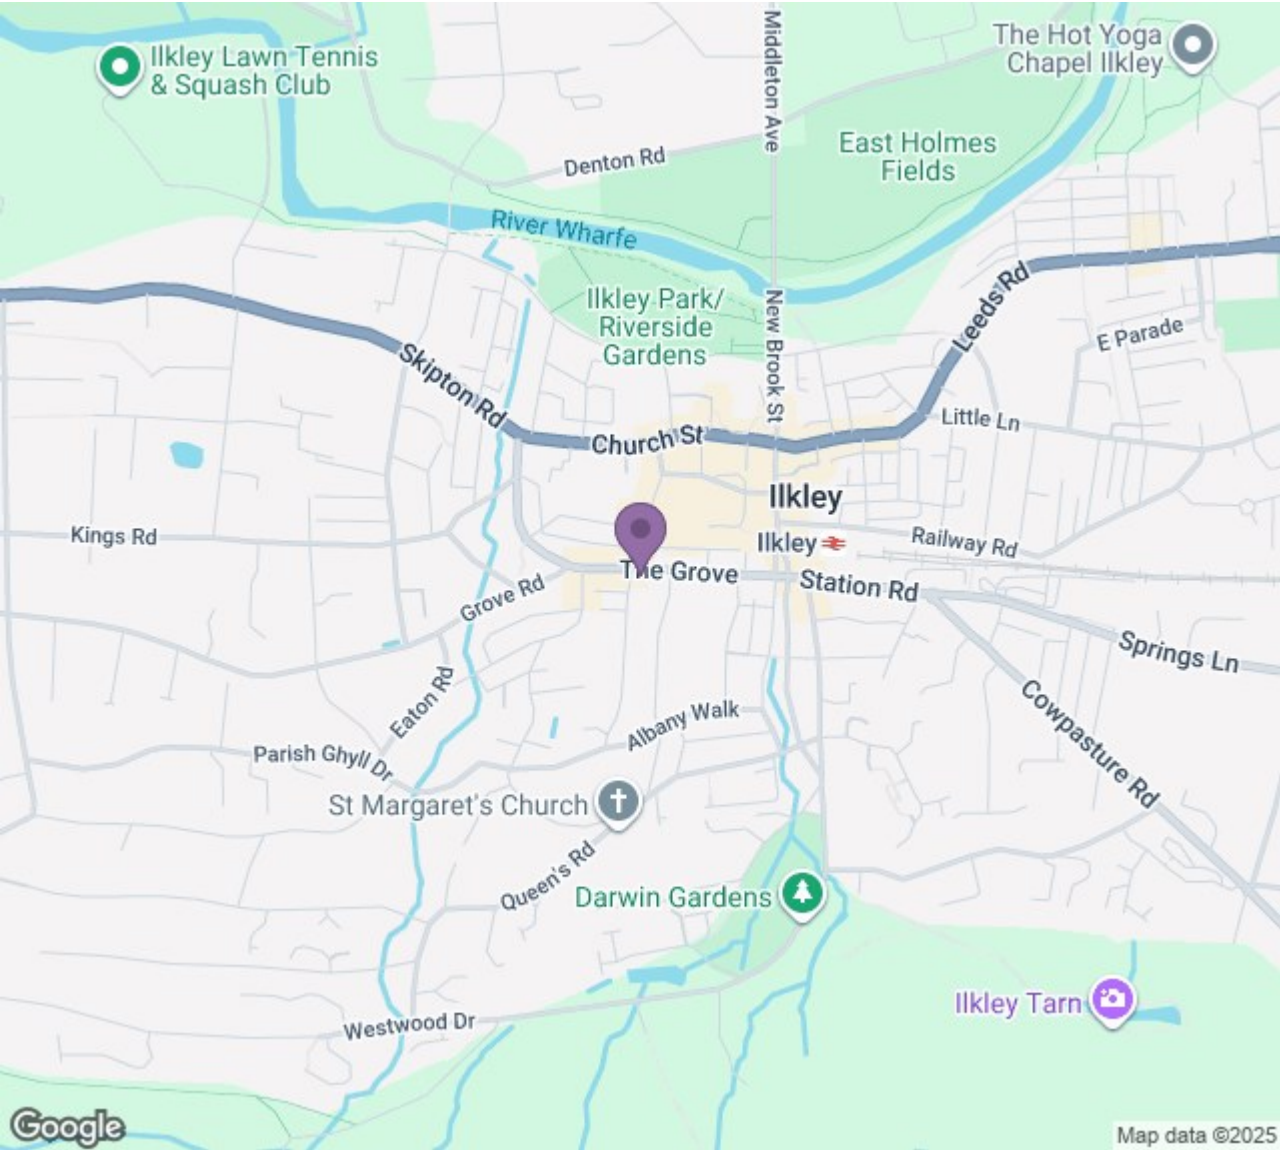 Ilkley Lawn Tennis
& Squash Club
Middleton Ave
The Hot Yoga
Chapel Ilkley
Denton Rd
East Holmes
Fields
River Wharfe
Ilkley Park/
Riverside
Gardens
New Brook St
Leeds Rd
E Parade
Skipton Rd
Church St
Little Ln
Ilkley
Kings Rd
Ilkley
Railway Rd
The Grove
Station Rd
Grove Rd
Springs Ln
Eaton Rd
Albany Walk
Cowpasture Rd
Parish Ghyll Dr
St Margaret's Church
Queen's Rd
Darwin Gardens
Ilkley Tarn
Westwood Dr
Google
Map data ©2025